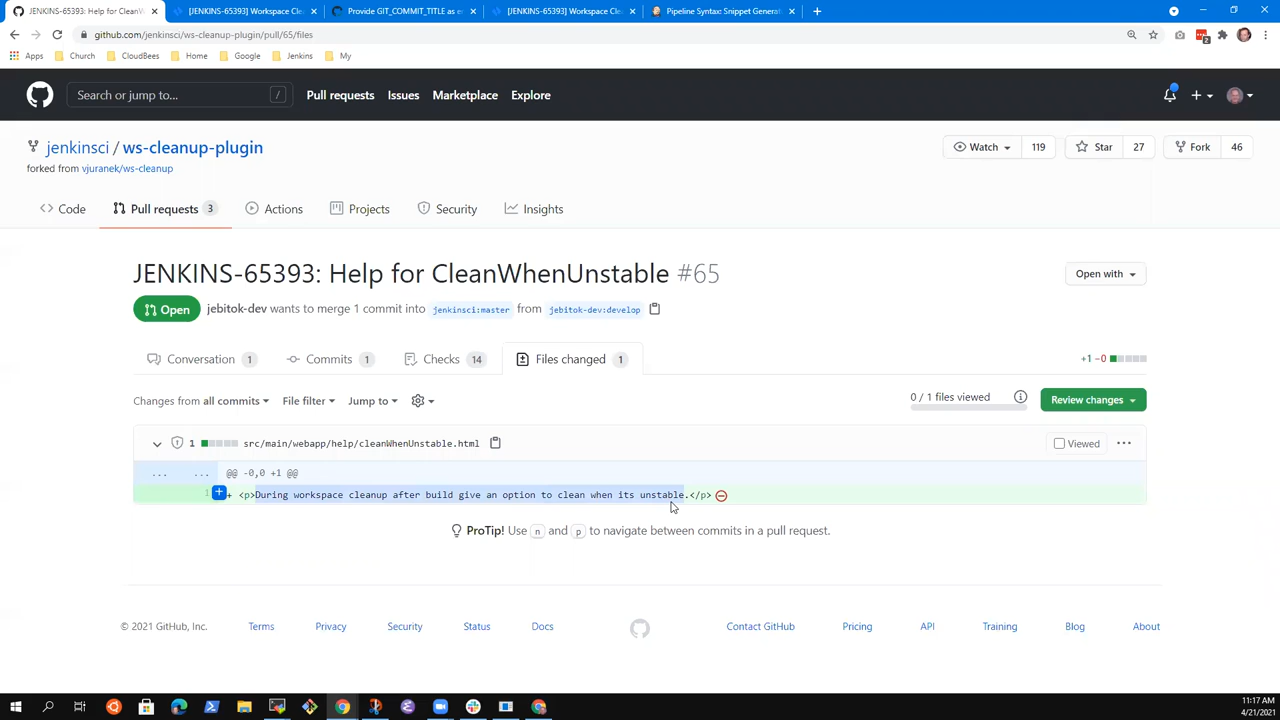 JENKINS-65393: Help for CleanW
[JENKINS-65393] Workspace Cle
Provide GIT_COMMIT_TITLE as e
[JENKINS-65393] Workspace Cle
Pipeline Syntax: Snippet Generat
github.com/jenkinsci/ws-cleanup-plugin/pull/65/files
2
Apps Church CloudBees Home Google Jenkins My
Search or jump to... /
Pull requests Issues Marketplace Explore
jenkinsci / ws-cleanup-plugin
Watch 119 Star 27 Fork 46
forked from vjuranek/ws-cleanup
Code Pull requests 3 Actions Projects Security Insights
JENKINS-65393: Help for CleanWhenUnstable #65
Open with
Open jebitok-dev wants to merge 1 commit into jenkinsci:master from jebitok-dev:develop
Conversation 1 Commits 1 Checks 14 Files changed 1
+1 −0
Changes from all commits File filter Jump to
0 / 1 files viewed
Review changes
1 src/main/webapp/help/cleanWhenUnstable.html
Viewed
... ... @@ -0,0 +1 @@
1 + <p>During workspace cleanup after build give an option to clean when its unstable.</p>
ProTip! Use n and p to navigate between commits in a pull request.
© 2021 GitHub, Inc. Terms Privacy Security Status Docs Contact GitHub Pricing API Training Blog About
11:17 AM
4/21/2021